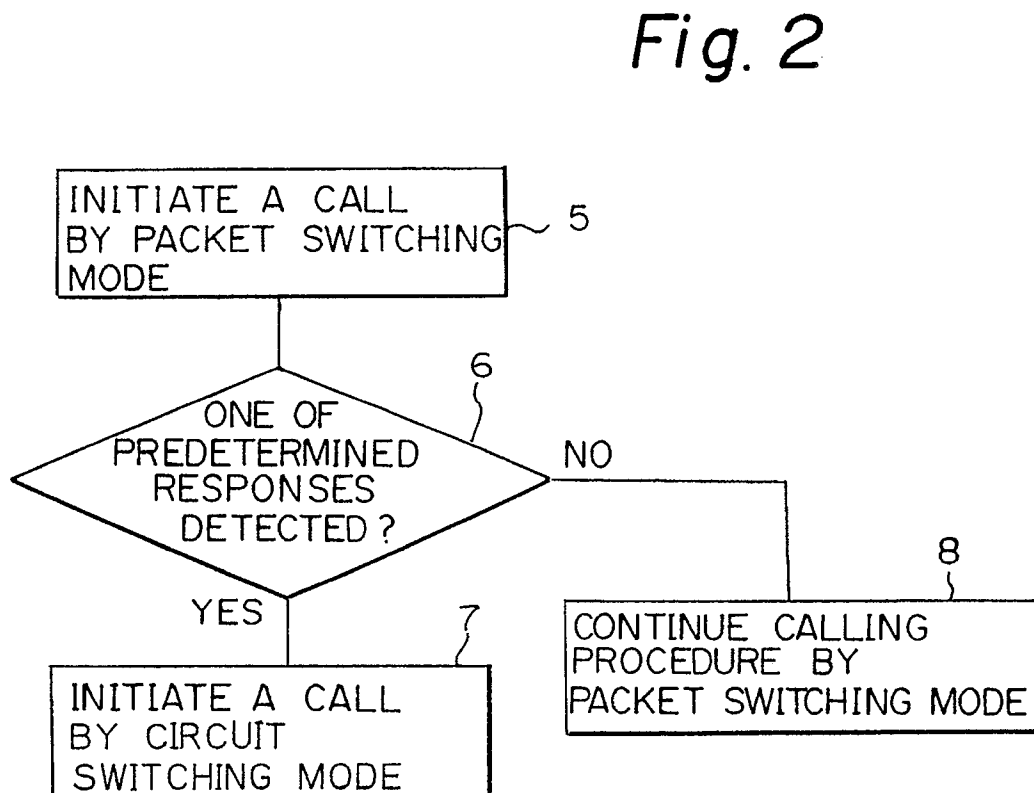 Fig. 2
INITIATE A CALL
BY PACKET SWITCHING
MODE
5
6
ONE OF
PREDETERMINED
RESPONSES
DETECTED?
NO
YES
7
8
INITIATE A CALL
BY CIRCUIT
SWITCHING MODE
CONTINUE CALLING
PROCEDURE BY
PACKET SWITCHING MODE